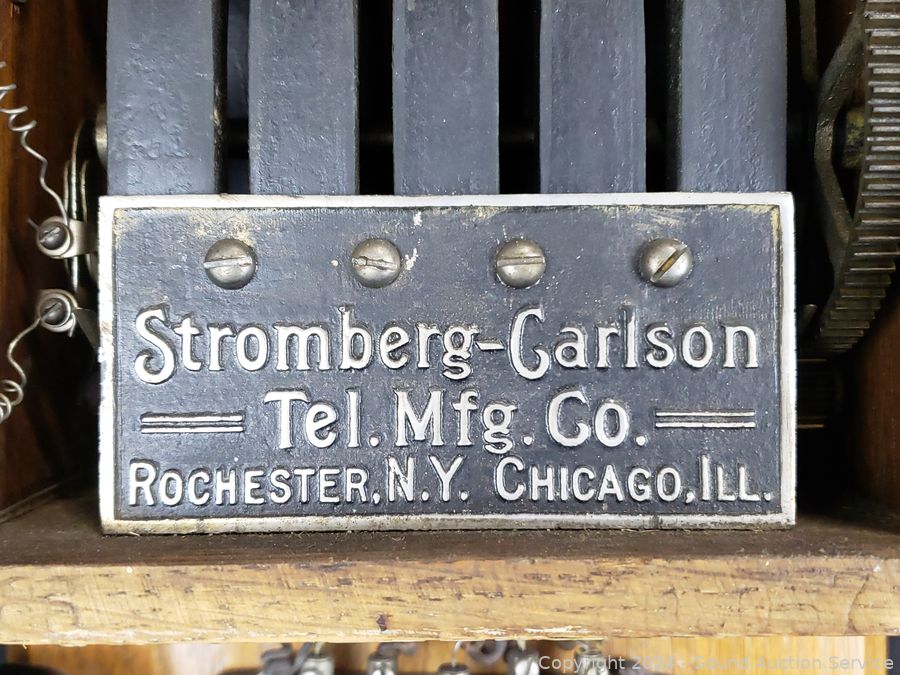 Stromberg-Carlson
Tel. Mfg. Co.
ROCHESTER, N.Y. CHICAGO, ILL.
Copyright 2024 - Sound Auction Service